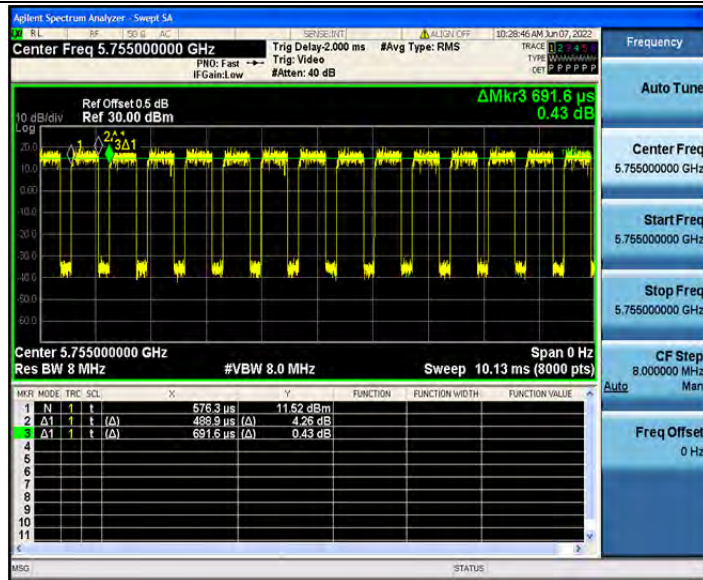 Agilent Spectrum Analyzer - Swept SA
RL RF 50 Ω AC SENSE:INT ALIGN OFF 10:28:46 AM Jun 07, 2022
Center Freq 5.755000000 GHz
PNO: Fast
IFGain:Low
Trig Delay-2.000 ms
Trig: Video
#Atten: 40 dB
#Avg Type: RMS
TRACE 1 2 3 4 5 6
TYPE WWWWWW
DET P P P P P P
Frequency
Auto Tune
Center Freq
5.755000000 GHz
Start Freq
5.755000000 GHz
Stop Freq
5.755000000 GHz
CF Step
8.000000 MHz
Auto Man
Freq Offset
0 Hz
ΔMkr3 691.6 µs
0.43 dB
Ref Offset 0.5 dB
10 dB/div Ref 30.00 dBm
Log
20.0
10.0
0.00
-10.0
-20.0
-30.0
-40.0
-50.0
-60.0
1
3Δ1
Center 5.755000000 GHz Span 0 Hz
Res BW 8 MHz #VBW 8.0 MHz Sweep 10.13 ms (8000 pts)
MKR MODE TRC SCL X Y FUNCTION FUNCTION WIDTH FUNCTION VALUE
1 N 1 t 576.3 µs 11.52 dBm
2 Δ1 1 t (Δ) 488.9 µs (Δ) 4.26 dB
3 Δ1 1 t (Δ) 691.6 µs (Δ) 0.43 dB
4
5
6
7
8
9
10
11
MSG STATUS